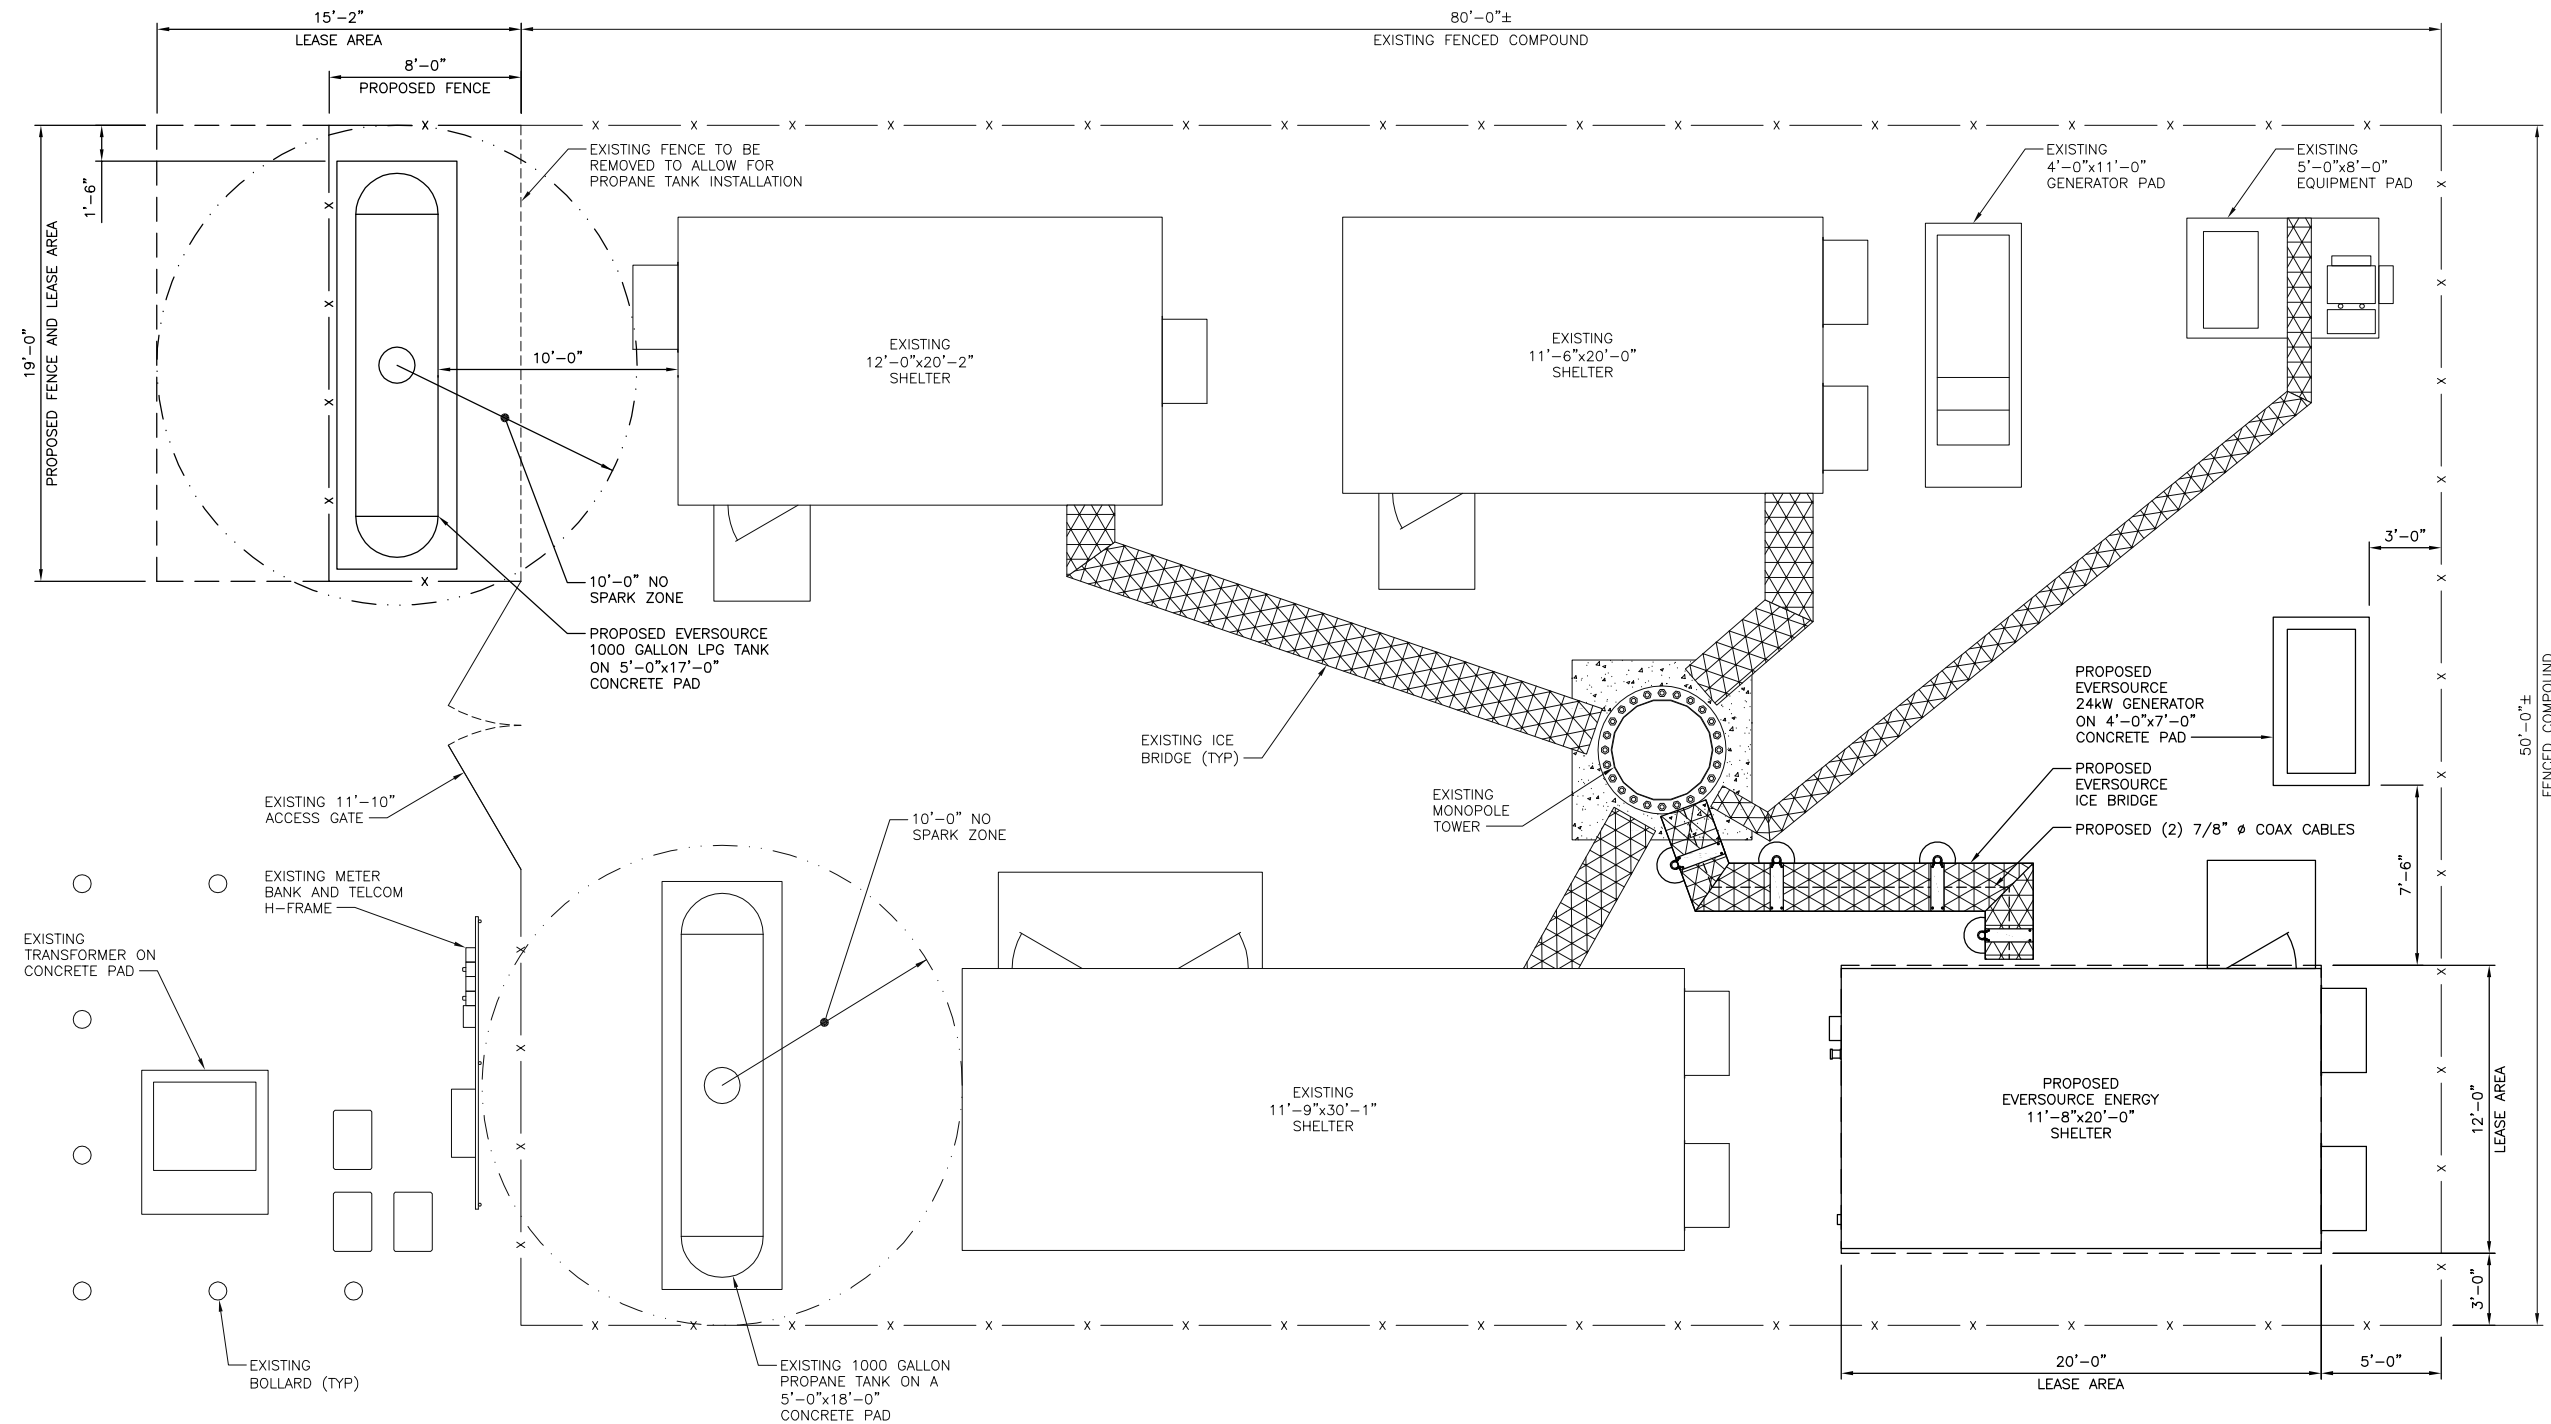 15'-2"
LEASE AREA
80'-0"±
EXISTING FENCED COMPOUND
8'-0"
PROPOSED FENCE
1'-6"
19'-0"
PROPOSED FENCE AND LEASE AREA
EXISTING FENCE TO BE
REMOVED TO ALLOW FOR
PROPANE TANK INSTALLATION
EXISTING
4'-0"x11'-0"
GENERATOR PAD
EXISTING
5'-0"x8'-0"
EQUIPMENT PAD
EXISTING
12'-0"x20'-2"
SHELTER
EXISTING
11'-6"x20'-0"
SHELTER
10'-0"
10'-0" NO
SPARK ZONE
PROPOSED EVERSOURCE
1000 GALLON LPG TANK
ON 5'-0"x17'-0"
CONCRETE PAD
3'-0"
PROPOSED
EVERSOURCE
24kW GENERATOR
ON 4'-0"x7'-0"
CONCRETE PAD
50'-0"±
FENCED COMPOUND
EXISTING ICE
BRIDGE (TYP)
EXISTING
MONOPOLE
TOWER
PROPOSED
EVERSOURCE
ICE BRIDGE
PROPOSED (2) 7/8" ø COAX CABLES
7'-6"
EXISTING 11'-10"
ACCESS GATE
10'-0" NO
SPARK ZONE
EXISTING METER
BANK AND TELCOM
H-FRAME
EXISTING
TRANSFORMER ON
CONCRETE PAD
EXISTING
11'-9"x30'-1"
SHELTER
PROPOSED
EVERSOURCE ENERGY
11'-8"x20'-0"
SHELTER
12'-0"
LEASE AREA
3'-0"
EXISTING
BOLLARD (TYP)
EXISTING 1000 GALLON
PROPANE TANK ON A
5'-0"x18'-0"
CONCRETE PAD
20'-0"
LEASE AREA
5'-0"